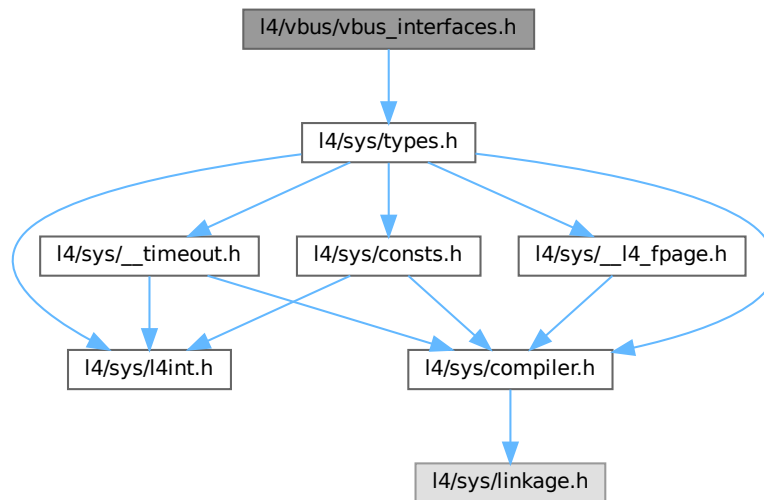 l4/vbus/vbus_interfaces.h
l4/sys/types.h
l4/sys/__timeout.h
l4/sys/consts.h
l4/sys/__l4_fpage.h
l4/sys/l4int.h
l4/sys/compiler.h
l4/sys/linkage.h